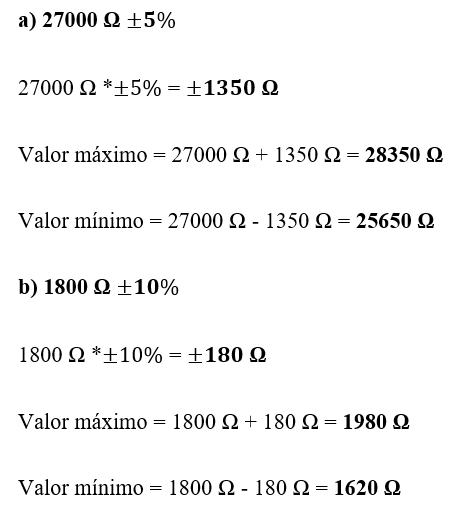 a) 27000 Ω ±5%
27000 Ω *±5% = ±1350 Ω
Valor máximo = 27000 Ω + 1350 Ω = 28350 Ω
Valor mínimo = 27000 Ω - 1350 Ω = 25650 Ω
b) 1800 Ω ±10%
1800 Ω *±10% = ±180 Ω
Valor máximo = 1800 Ω + 180 Ω = 1980 Ω
Valor mínimo = 1800 Ω - 180 Ω = 1620 Ω